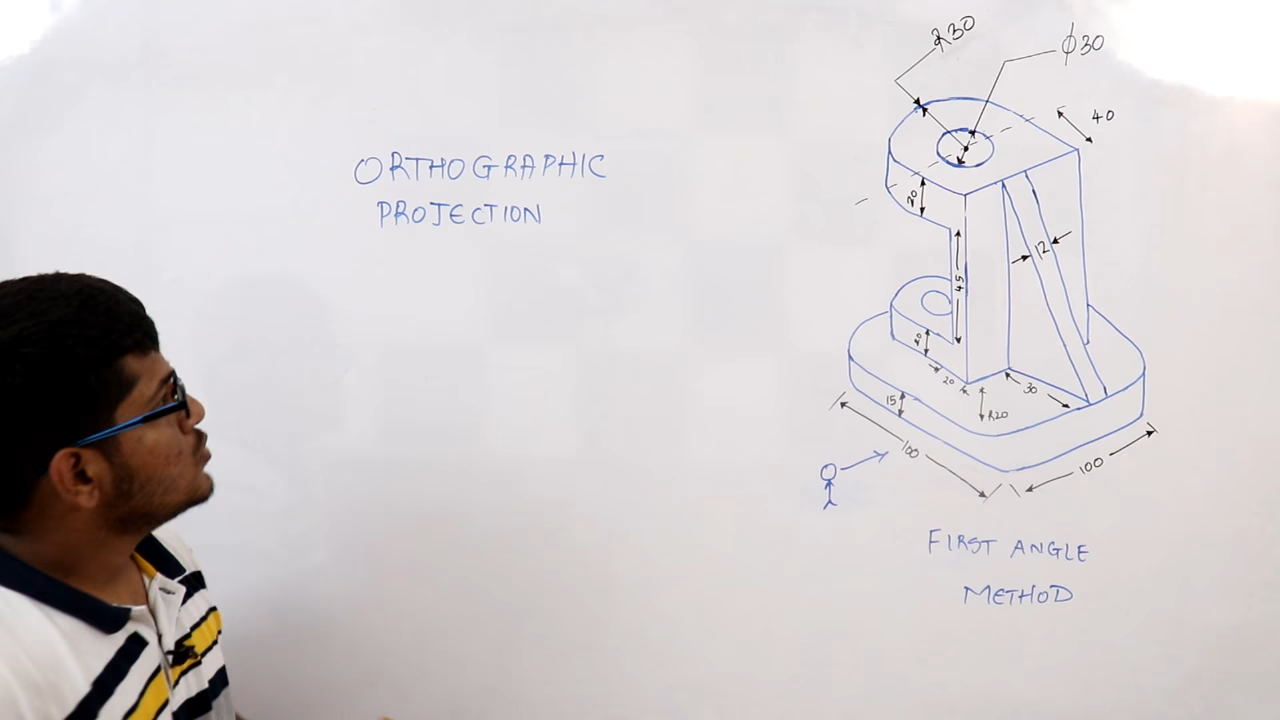 R30
ϕ30
40
ORTHOGRAPHIC
PROJECTION
20
12
45
20
20
30
15
R20
100
100
FIRST ANGLE
METHOD